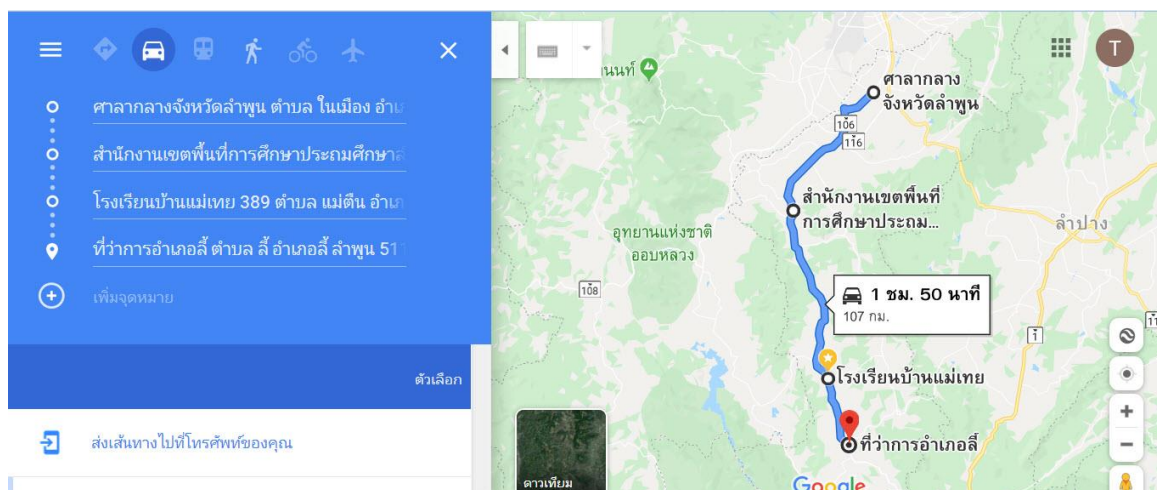 ศาลากลางจังหวัดลำพูน ตำบล ในเมือง อำเ
สำนักงานเขตพื้นที่การศึกษาประถมศึกษาล
โรงเรียนบ้านแม่เทย 389 ตำบล แม่ตืน อำเภ
ที่ว่าการอำเภอลี้ ตำบล ลี้ อำเภอลี้ ลำพูน 511
เพิ่มจุดหมาย
ตัวเลือก
ส่งเส้นทางไปที่โทรศัพท์ของคุณ
นนท์
T
ศาลากลาง
จังหวัดลำพูน
106
116
สำนักงานเขตพื้นที่
การศึกษาประถม...
อุทยานแห่งชาติ
ออบหลวง
ลำปาง
108
1 ชม. 50 นาที
107 กม.
1
โรงเรียนบ้านแม่เทย
ที่ว่าการอำเภอลี้
ดาวเทียม
Google